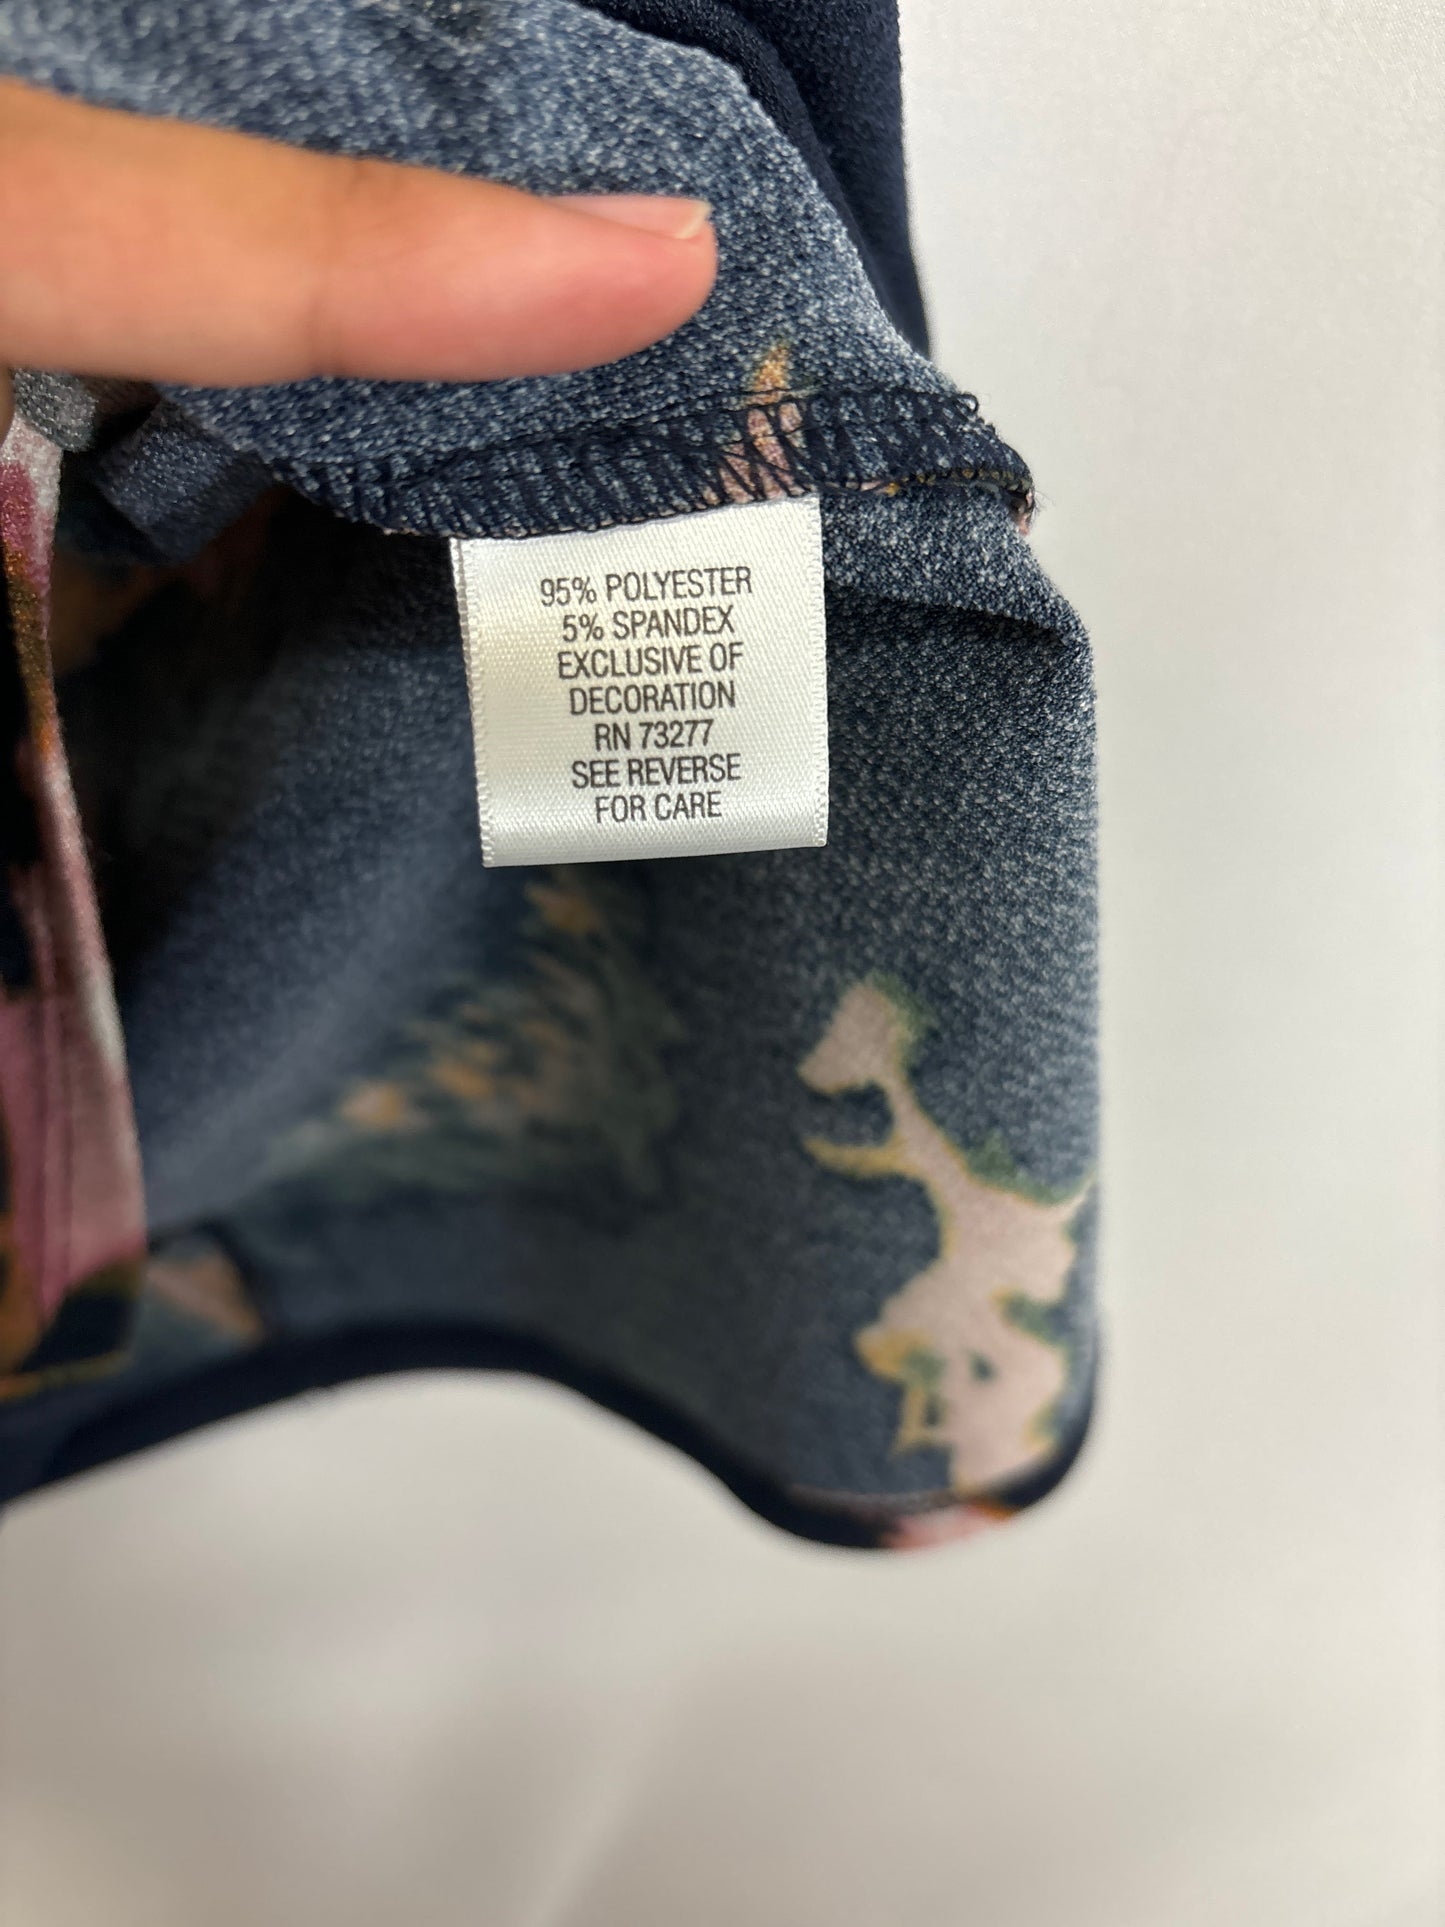 95% POLYESTER
5% SPANDEX
EXCLUSIVE OF
DECORATION
RN 73277
SEE REVERSE
FOR CARE